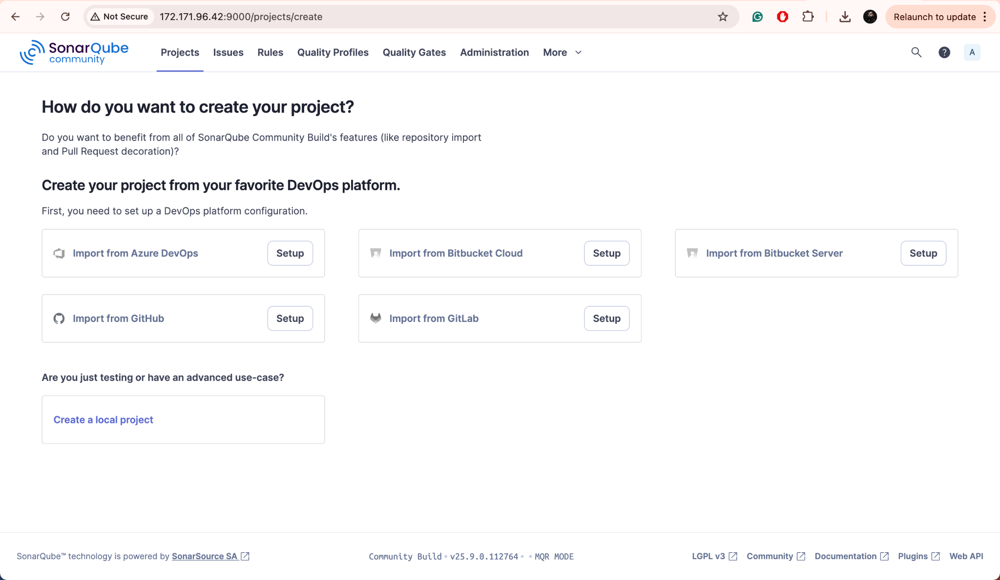 Not Secure 172.171.96.42:9000/projects/create Relaunch to update
SonarQube community Projects Issues Rules Quality Profiles Quality Gates Administration More ? A
How do you want to create your project?
Do you want to benefit from all of SonarQube Community Build's features (like repository import
and Pull Request decoration)?
Create your project from your favorite DevOps platform.
First, you need to set up a DevOps platform configuration.
Import from Azure DevOps Setup Import from Bitbucket Cloud Setup Import from Bitbucket Server Setup
Import from GitHub Setup Import from GitLab Setup
Are you just testing or have an advanced use-case?
Create a local project
SonarQube™ technology is powered by SonarSource SA Community Build • v25.9.0.112764 • • MQR MODE LGPL v3 Community Documentation Plugins Web API